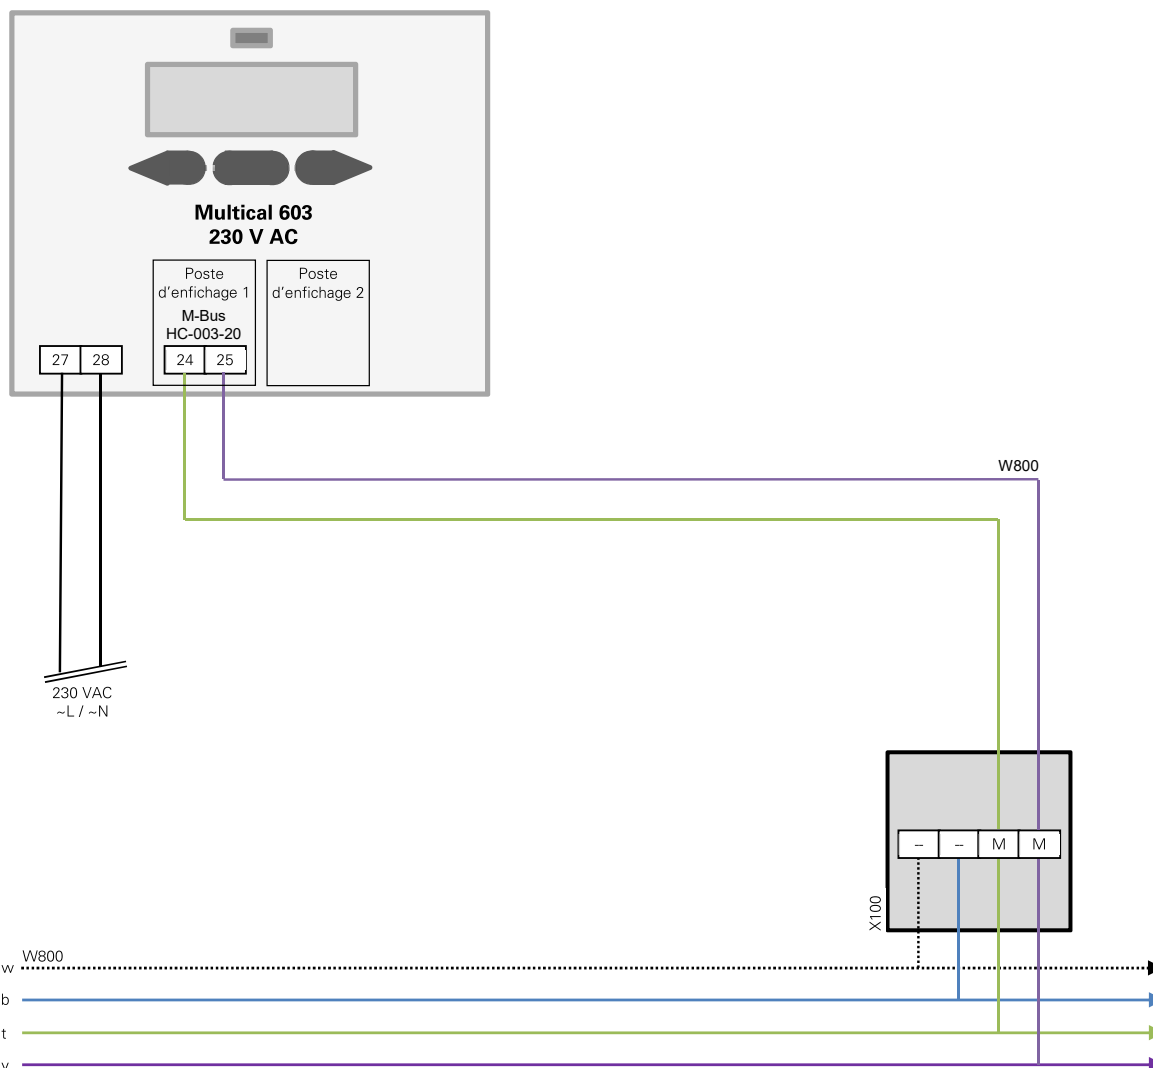 Multical 603
230 V AC
Poste
d'enfichage 1
M-Bus
HC-003-20
Poste
d'enfichage 2
27 28
24 25
W800
230 VAC
~L / ~N
-- -- M M
X100
W800
w
b
t
v